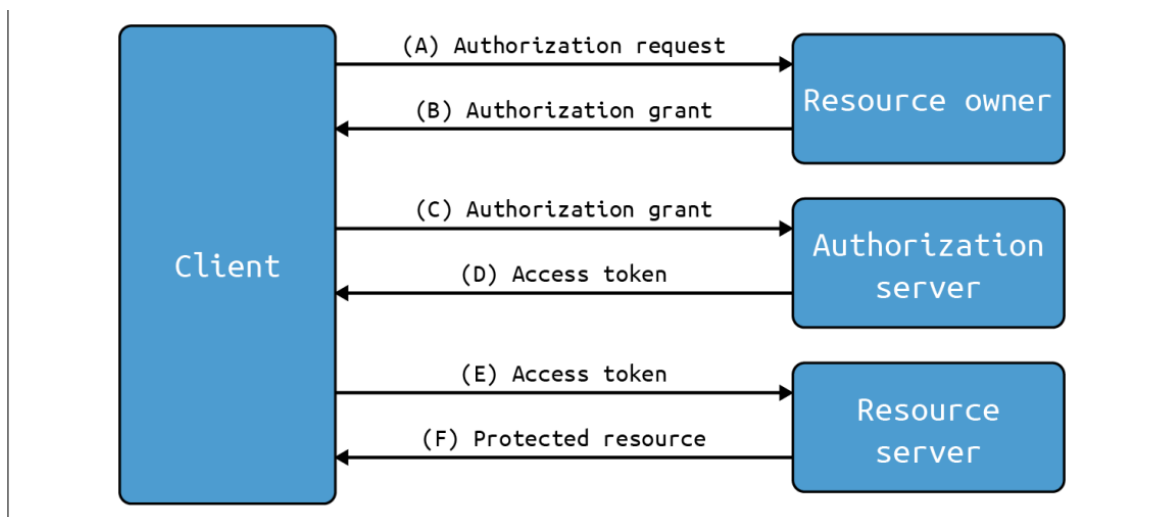 (A) Authorization request
Resource owner
(B) Authorization grant
Client
(C) Authorization grant
Authorization
server
(D) Access token
(E) Access token
Resource
server
(F) Protected resource